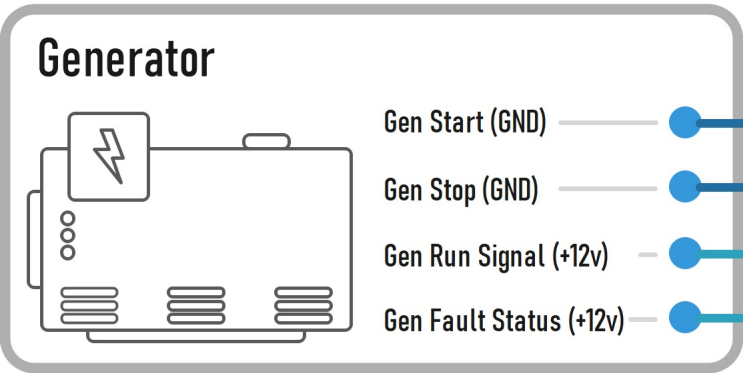 Generator
Gen Start (GND)
Gen Stop (GND)
Gen Run Signal (+12v)
Gen Fault Status (+12v)